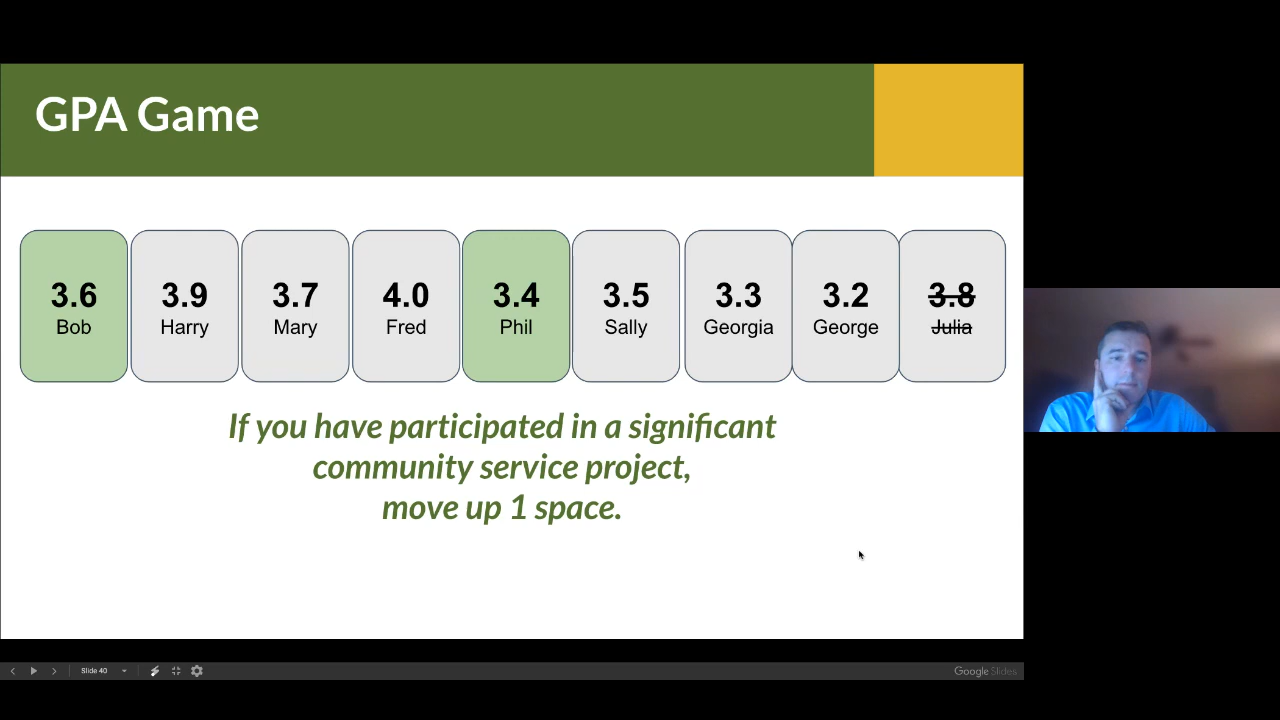 GPA Game
3.6 3.9 3.7 4.0 3.4 3.5 3.3 3.2 3.8
Bob Harry Mary Fred Phil Sally Georgia George Julia
If you have participated in a significant
community service project,
move up 1 space.
Slide 40
Google Slides